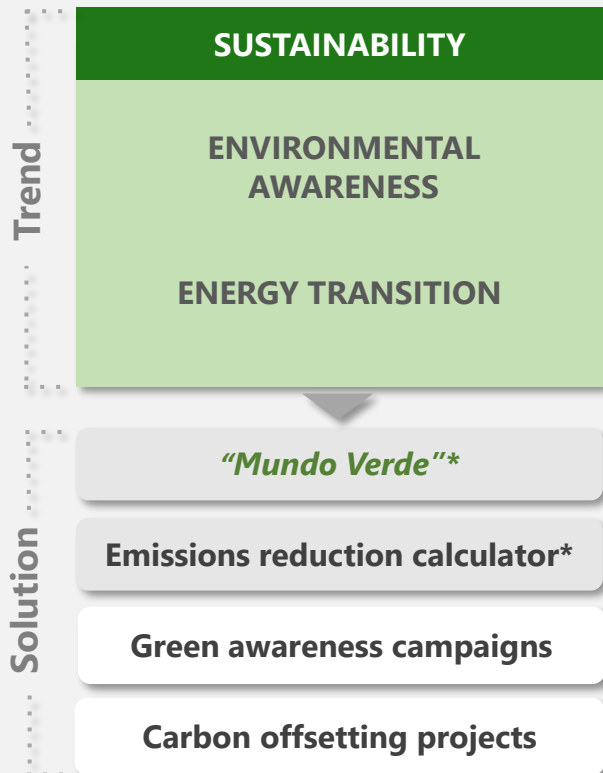 Trend
SUSTAINABILITY
ENVIRONMENTAL
AWARENESS
ENERGY TRANSITION
Solution
“Mundo Verde”*
Emissions reduction calculator*
Green awareness campaigns
Carbon offsetting projects